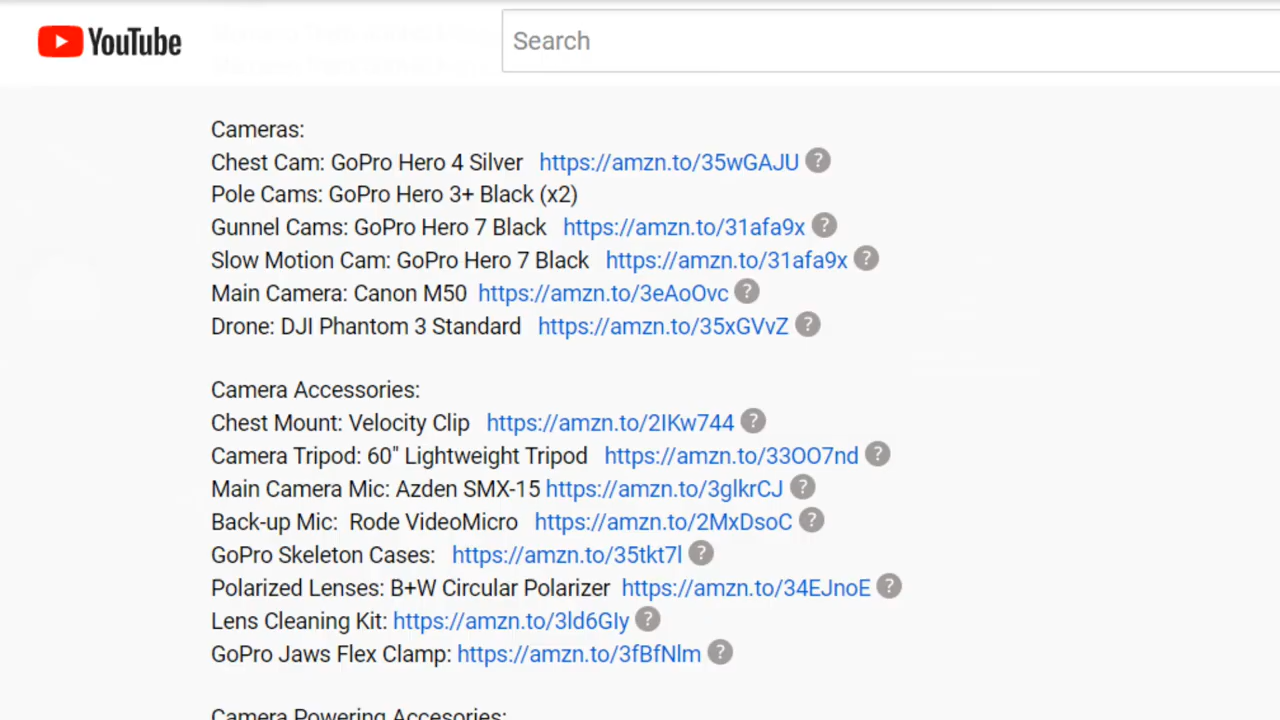 YouTube
Search
Cameras:
Chest Cam: GoPro Hero 4 Silver https://amzn.to/35wGAJU ?
Pole Cams: GoPro Hero 3+ Black (x2)
Gunnel Cams: GoPro Hero 7 Black https://amzn.to/31afa9x ?
Slow Motion Cam: GoPro Hero 7 Black https://amzn.to/31afa9x ?
Main Camera: Canon M50 https://amzn.to/3eAoOvc ?
Drone: DJI Phantom 3 Standard https://amzn.to/35xGVvZ ?
Camera Accessories:
Chest Mount: Velocity Clip https://amzn.to/2IKw744 ?
Camera Tripod: 60" Lightweight Tripod https://amzn.to/33OO7nd ?
Main Camera Mic: Azden SMX-15 https://amzn.to/3glkrCJ ?
Back-up Mic: Rode VideoMicro https://amzn.to/2MxDsoC ?
GoPro Skeleton Cases: https://amzn.to/35tkt7l ?
Polarized Lenses: B+W Circular Polarizer https://amzn.to/34EJnoE ?
Lens Cleaning Kit: https://amzn.to/3ld6Gly ?
GoPro Jaws Flex Clamp: https://amzn.to/3fBfNlm ?
Camera Powering Accesories: